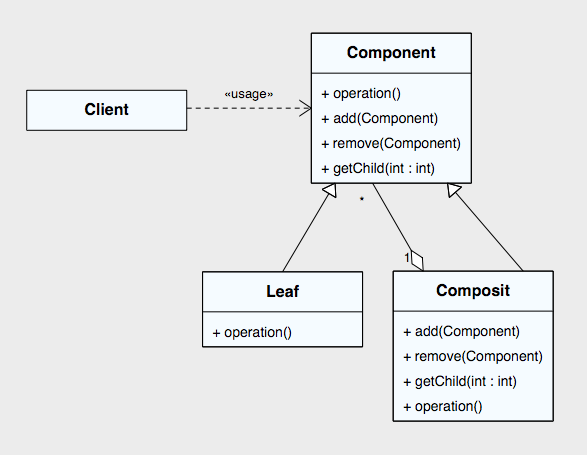 Component
+ operation()
+ add(Component)
+ remove(Component)
+ getChild(int : int)
«usage»
Client
*
1
Leaf
+ operation()
Composit
+ add(Component)
+ remove(Component)
+ getChild(int : int)
+ operation()